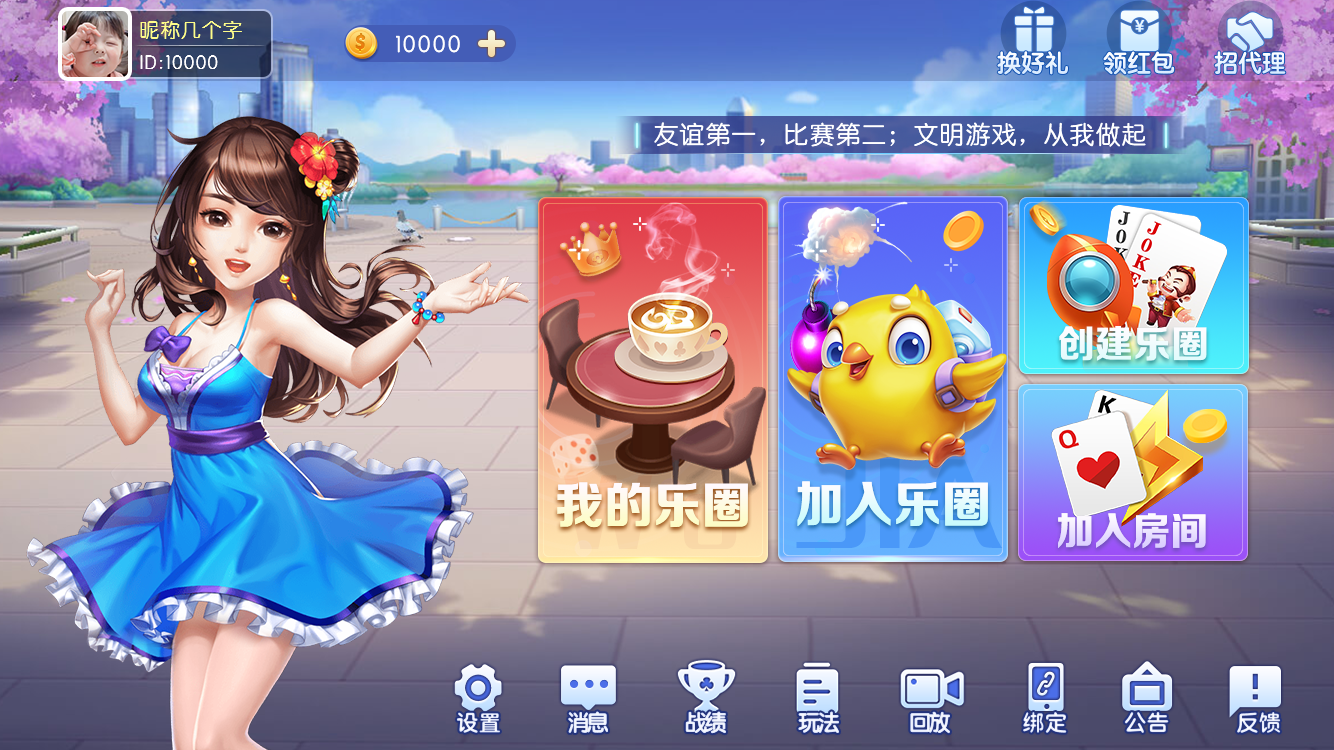 昵称几个字
ID:10000
10000
换好礼
领红包
招代理
友谊第一，比赛第二；文明游戏，从我做起
我的乐圈
加入乐圈
JOK
JOKE
创建乐圈
K
Q
加入房间
设置
消息
战绩
玩法
回放
绑定
公告
反馈